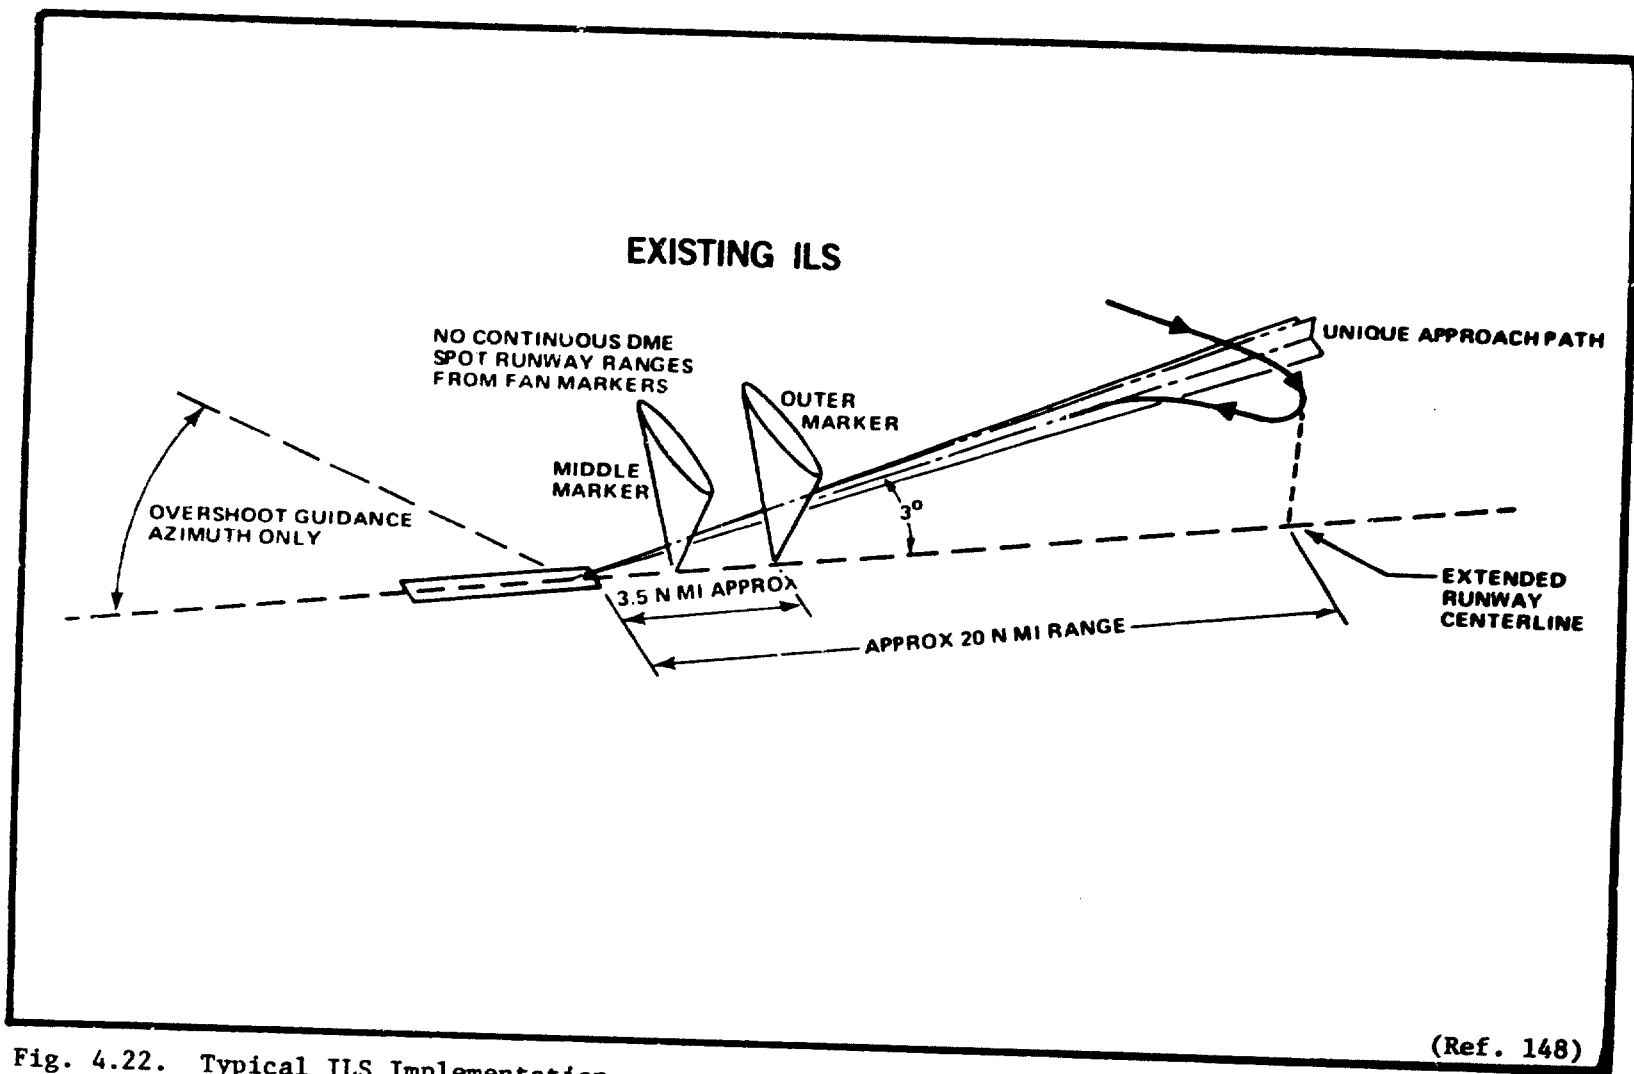 EXISTING ILS
NO CONTINUOUS DME
SPOT RUNWAY RANGES
FROM FAN MARKERS
OUTER
MARKER
MIDDLE
MARKER
UNIQUE APPROACH PATH
OVERSHOOT GUIDANCE
AZIMUTH ONLY
3°
3.5 N MI APPROX
APPROX 20 N MI RANGE
EXTENDED
RUNWAY
CENTERLINE
(Ref. 148)
Fig. 4.22. Typical ILS Implementation